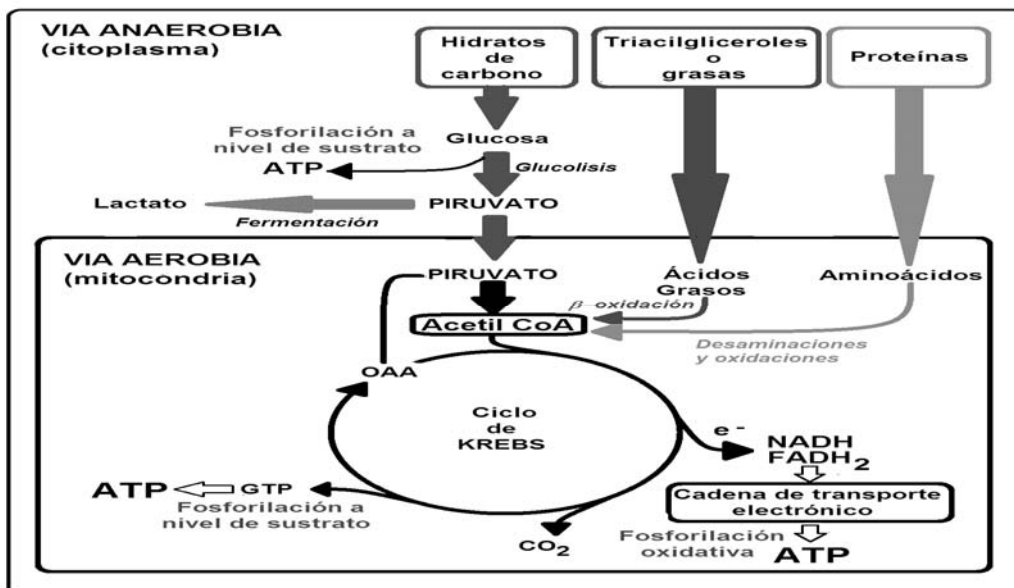 VIA ANAEROBIA
(citoplasma)
Hidratos
de
carbono
Triacilgliceroles
o
grasas
Proteínas
Fosforilación a
nivel de sustrato
ATP
Glucosa
Glucolisis
Lactato
Fermentación
PIRUVATO
VIA AEROBIA
(mitocondria)
PIRUVATO
Ácidos
Grasos
Aminoácidos
β-oxidación
Acetil CoA
Desaminaciones
y oxidaciones
OAA
Ciclo
de
KREBS
e-
NADH
FADH2
ATP
GTP
Fosforilación a
nivel de sustrato
CO2
Cadena de transporte
electrónico
Fosforilación
oxidativa
ATP